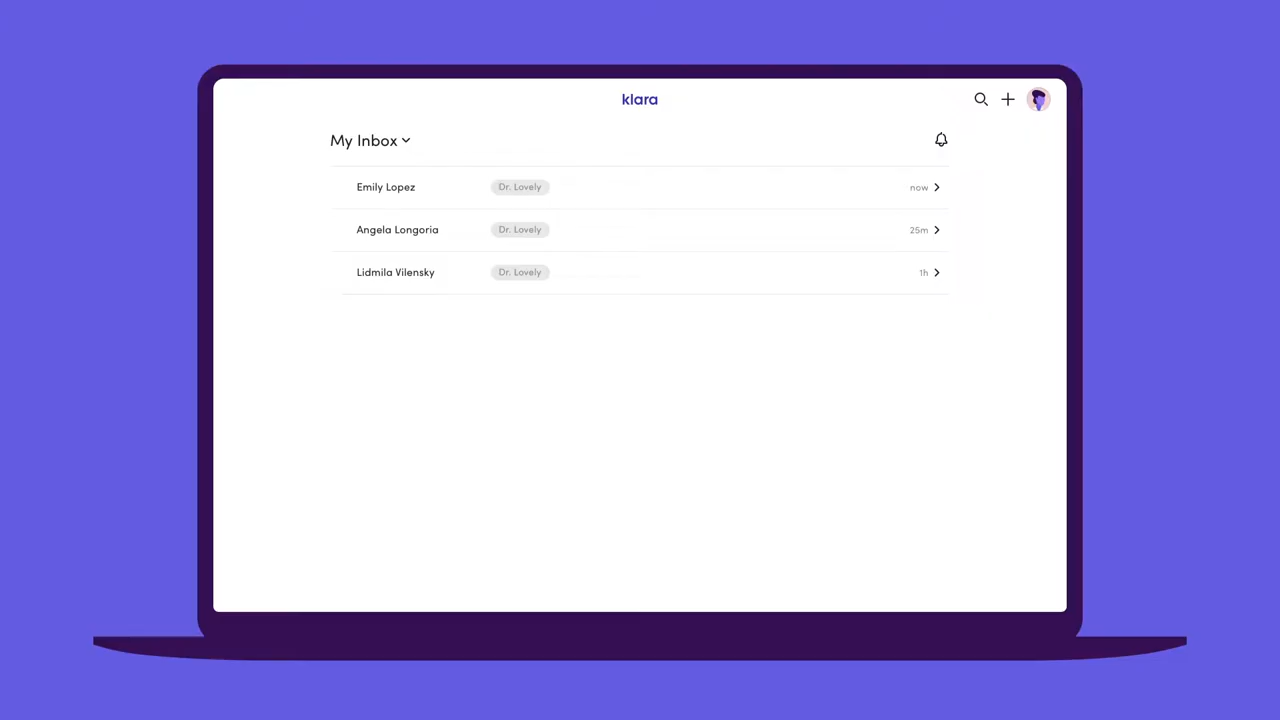 klara
My Inbox
Emily Lopez Dr. Lovely now
Angela Longoria Dr. Lovely 25m
Lidmila Vilensky Dr. Lovely 1h